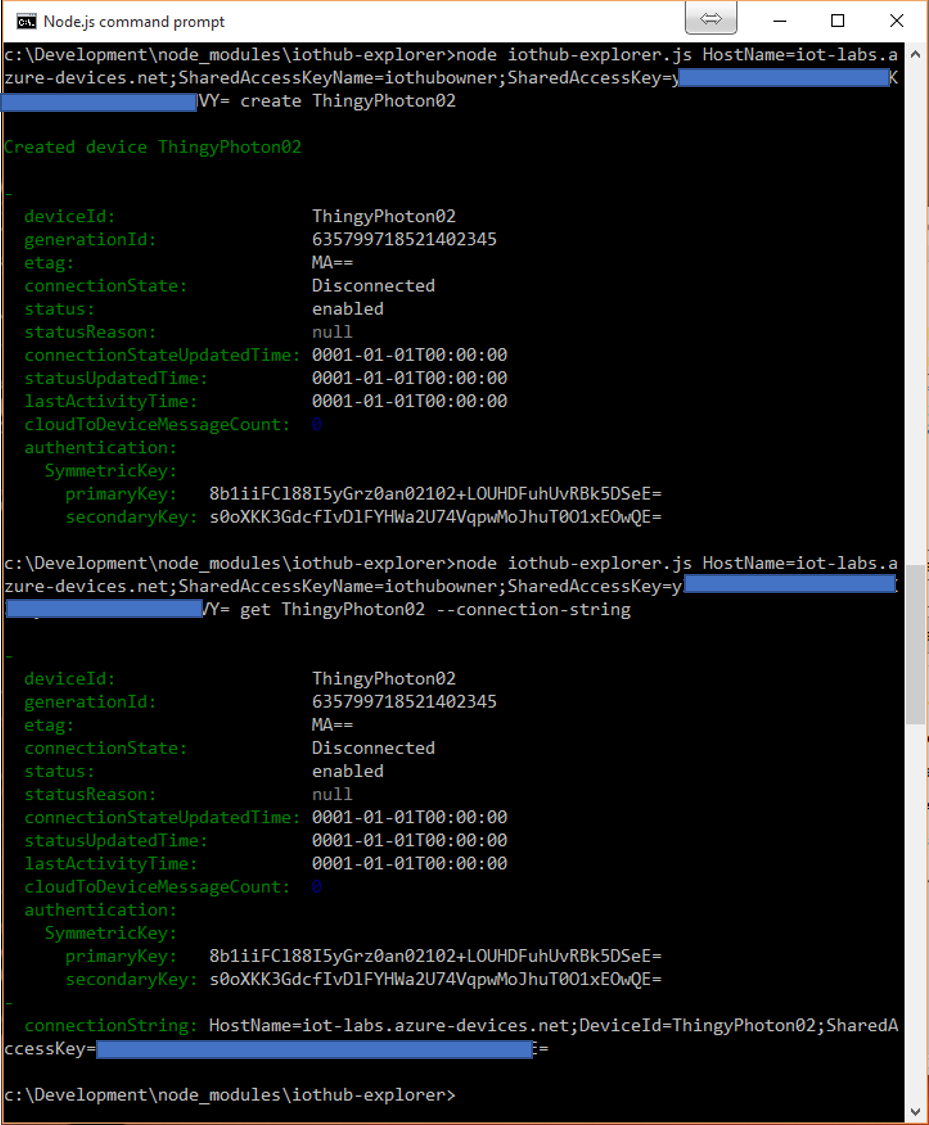 Node.js command prompt
c:\Development\node_modules\iothub-explorer>node iothub-explorer.js HostName=iot-labs.a
zure-devices.net;SharedAccessKeyName=iothubowner;SharedAccessKey=y K
VY= create ThingyPhoton02
Created device ThingyPhoton02
-
deviceId: ThingyPhoton02
generationId: 635799718521402345
etag: MA==
connectionState: Disconnected
status: enabled
statusReason: null
connectionStateUpdatedTime: 0001-01-01T00:00:00
statusUpdatedTime: 0001-01-01T00:00:00
lastActivityTime: 0001-01-01T00:00:00
cloudToDeviceMessageCount: 0
authentication:
SymmetricKey:
primaryKey: 8b1iiFCl88I5yGrz0an02102+LOUHDFuhUvRBk5DSeE=
secondaryKey: s0oXKK3GdcfIvDlFYHWa2U74VqpwMoJhuT0O1xEOwQE=
c:\Development\node_modules\iothub-explorer>node iothub-explorer.js HostName=iot-labs.a
zure-devices.net;SharedAccessKeyName=iothubowner;SharedAccessKey=y
VY= get ThingyPhoton02 --connection-string
-
deviceId: ThingyPhoton02
generationId: 635799718521402345
etag: MA==
connectionState: Disconnected
status: enabled
statusReason: null
connectionStateUpdatedTime: 0001-01-01T00:00:00
statusUpdatedTime: 0001-01-01T00:00:00
lastActivityTime: 0001-01-01T00:00:00
cloudToDeviceMessageCount: 0
authentication:
SymmetricKey:
primaryKey: 8b1iiFCl88I5yGrz0an02102+LOUHDFuhUvRBk5DSeE=
secondaryKey: s0oXKK3GdcfIvDlFYHWa2U74VqpwMoJhuT0O1xEOwQE=
-
connectionString: HostName=iot-labs.azure-devices.net;DeviceId=ThingyPhoton02;SharedA
ccessKey= =
c:\Development\node_modules\iothub-explorer>